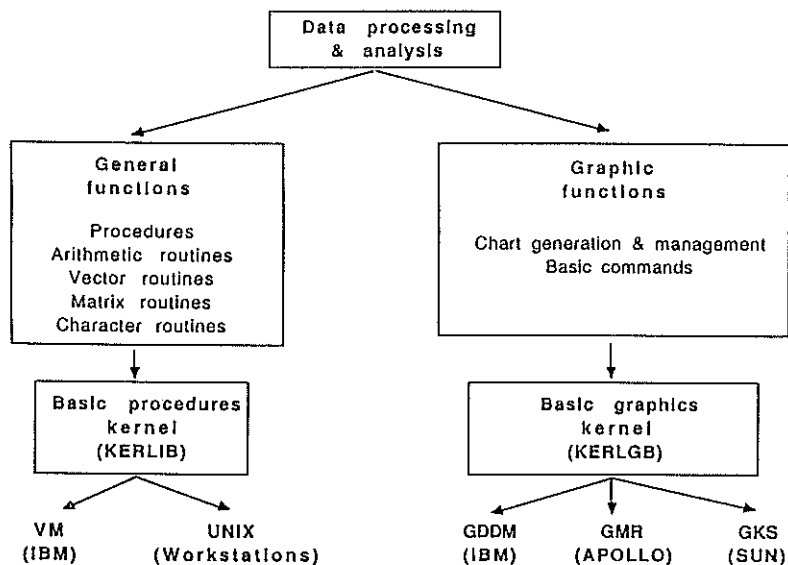 Data processing
& analysis
General
functions
Procedures
Arithmetic routines
Vector routines
Matrix routines
Character routines
Graphic
functions
Chart generation & management
Basic commands
Basic procedures
kernel
(KERLIB)
Basic graphics
kernel
(KERLGB)
VM
(IBM)
UNIX
(Workstations)
GDDM
(IBM)
GMR
(APOLLO)
GKS
(SUN)